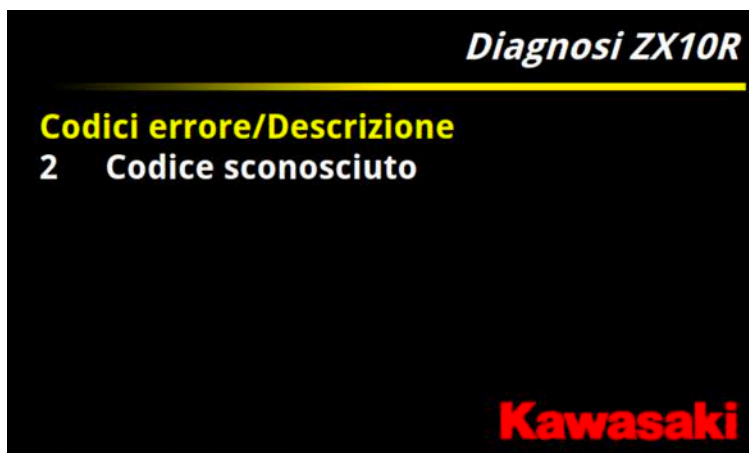 Diagnosi ZX10R
Codici errore/Descrizione
2 Codice sconosciuto
Kawasaki